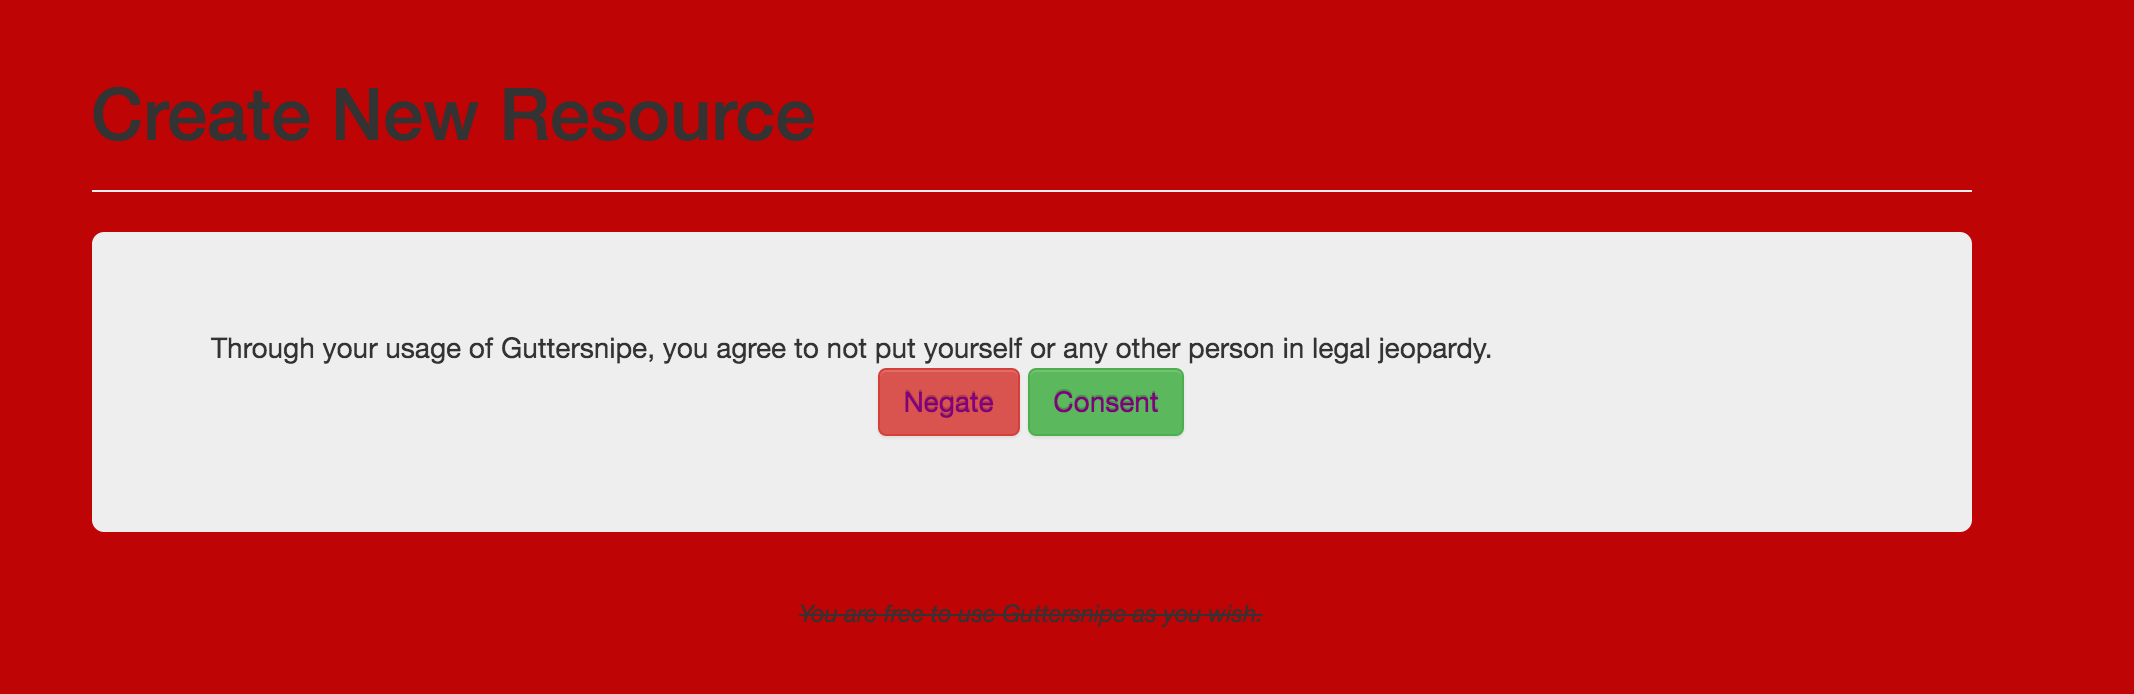 Create New Resource
Through your usage of Guttersnipe, you agree to not put yourself or any other person in legal jeopardy.
Negate Consent
You are free to use Guttersnipe as you wish.